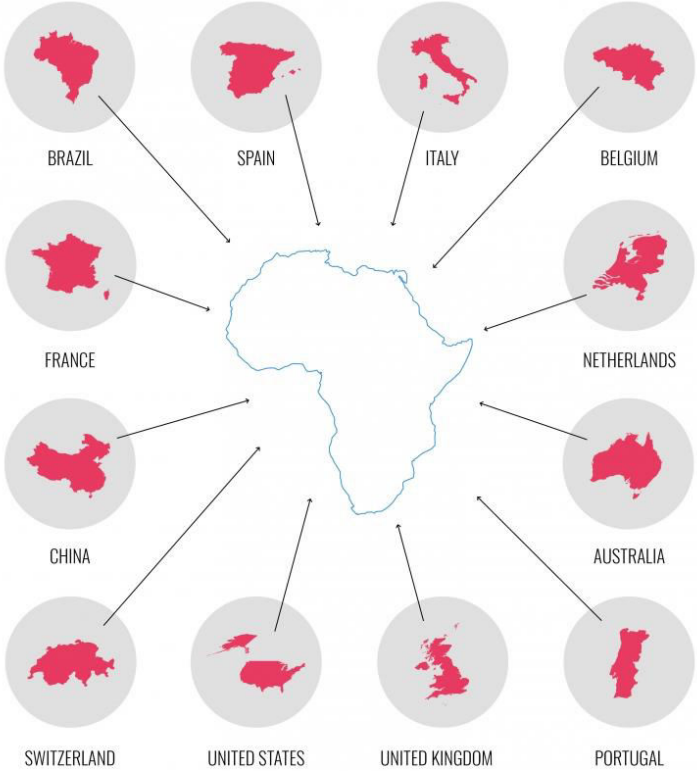 BRAZIL
SPAIN
ITALY
BELGIUM
FRANCE
NETHERLANDS
CHINA
AUSTRALIA
SWITZERLAND
UNITED STATES
UNITED KINGDOM
PORTUGAL